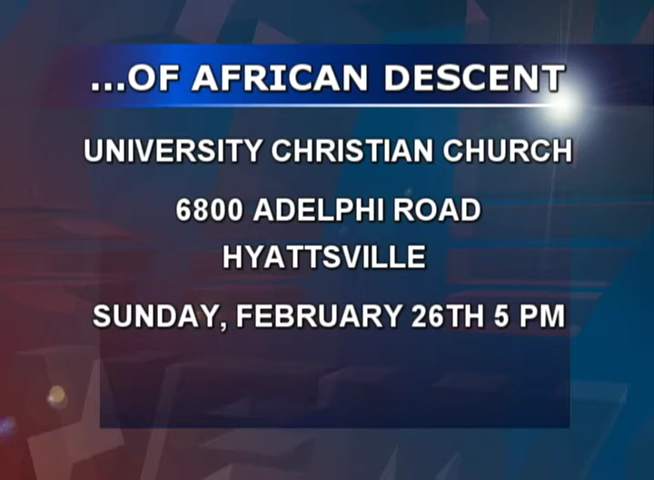 ...OF AFRICAN DESCENT
UNIVERSITY CHRISTIAN CHURCH
6800 ADELPHI ROAD
HYATTSVILLE
SUNDAY, FEBRUARY 26TH 5 PM